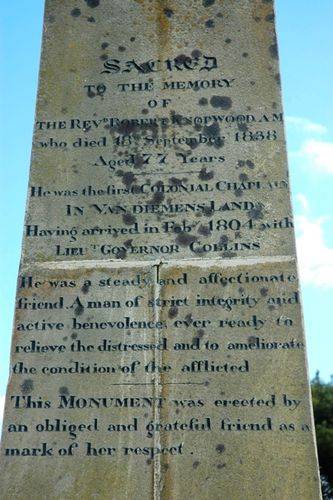 SACRED
TO THE MEMORY
OF
THE REVD ROBERT KNOPWOOD A.M
who died 18th September 1838
Aged 77 Years
He was the first COLONIAL CHAPLAIN
IN VAN DIEMENS LAND
Having arrived in Feby 1804 with
LIEUT GOVERNOR COLLINS
He was a steady and affectionate
friend. A man of strict integrity and
active benevolence ever ready to
relieve the distressed and to ameliorate
the condition of the afflicted
This MONUMENT was erected by
an obliged and grateful friend as a
mark of her respect.